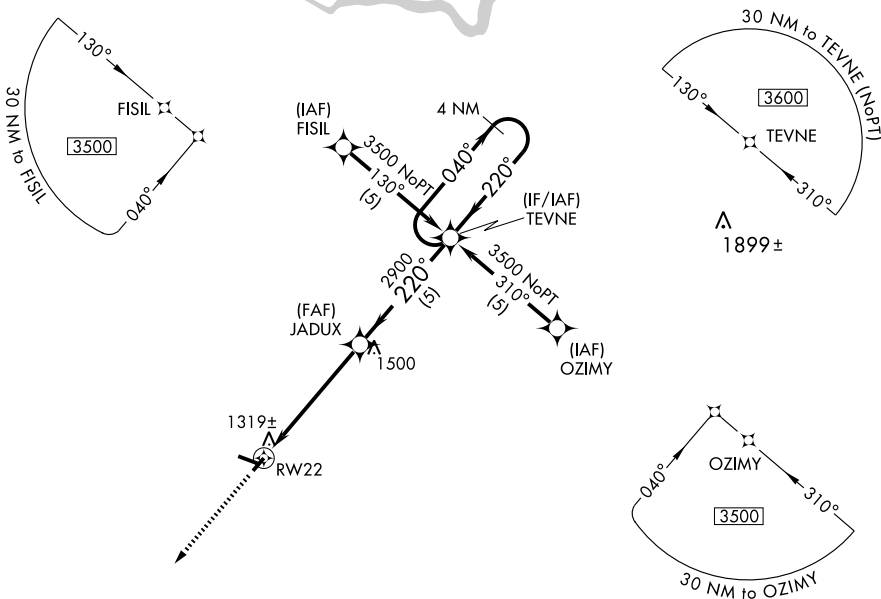 130°
FISIL
3500
040°
30 NM to FISIL
(IAF)
FISIL
3500 NoPT
130°
(5)
4 NM
040°
220°
(IF/IAF)
TEVNE
2900
220°
(5)
3500 NoPT
310°
(5)
(IAF)
OZIMY
(FAF)
JADUX
1500
1319±
RW22
30 NM to TEVNE (NoPT)
130°
3600
TEVNE
310°
1899±
OZIMY
040°
310°
3500
30 NM to OZIMY